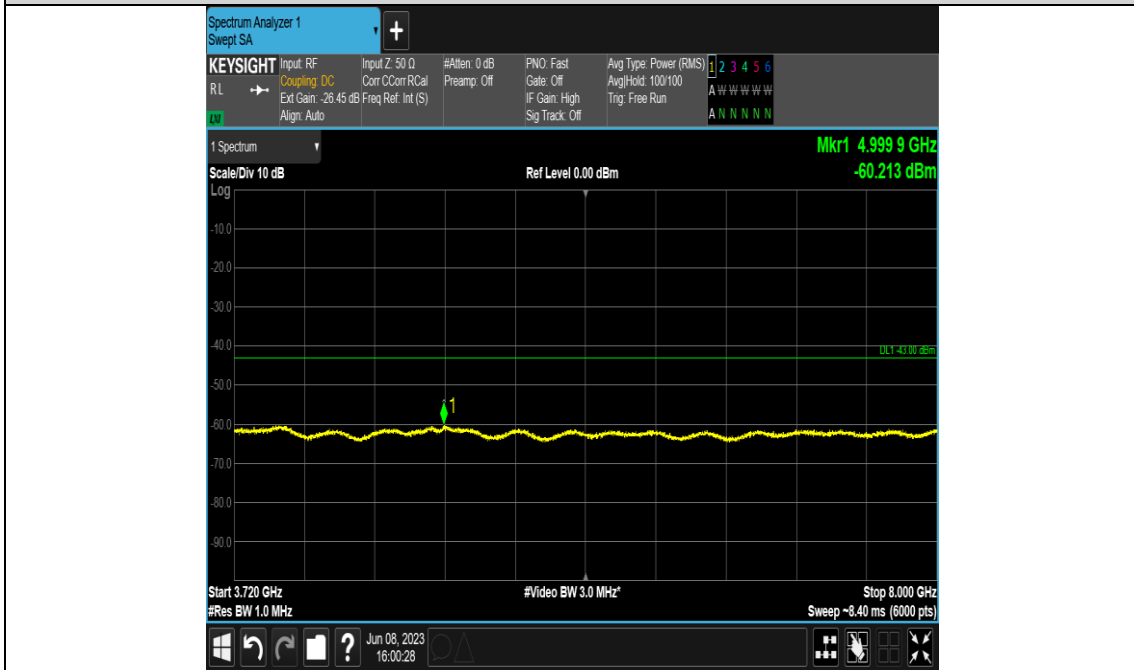 Spectrum Analyzer 1
Swept SA
+
KEYSIGHT
RL
LXI
Input: RF
Coupling: DC
Ext Gain: -26.45 dB
Align: Auto
Input Z: 50 Ω
Corr CCorr RCal
Freq Ref: Int (S)
#Atten: 0 dB
Preamp: Off
PNO: Fast
Gate: Off
IF Gain: High
Sig Track: Off
Avg Type: Power (RMS)
Avg|Hold: 100/100
Trig: Free Run
1 2 3 4 5 6
A W W W W W
A N N N N N
1 Spectrum
Mkr1 4.999 9 GHz
-60.213 dBm
Scale/Div 10 dB
Ref Level 0.00 dBm
Log
-10.0
-20.0
-30.0
-40.0
DL1 -43.00 dBm
-50.0
1
-60.0
-70.0
-80.0
-90.0
Start 3.720 GHz
#Video BW 3.0 MHz*
Stop 8.000 GHz
#Res BW 1.0 MHz
Sweep ~8.40 ms (6000 pts)
?
Jun 08, 2023
16:00:28